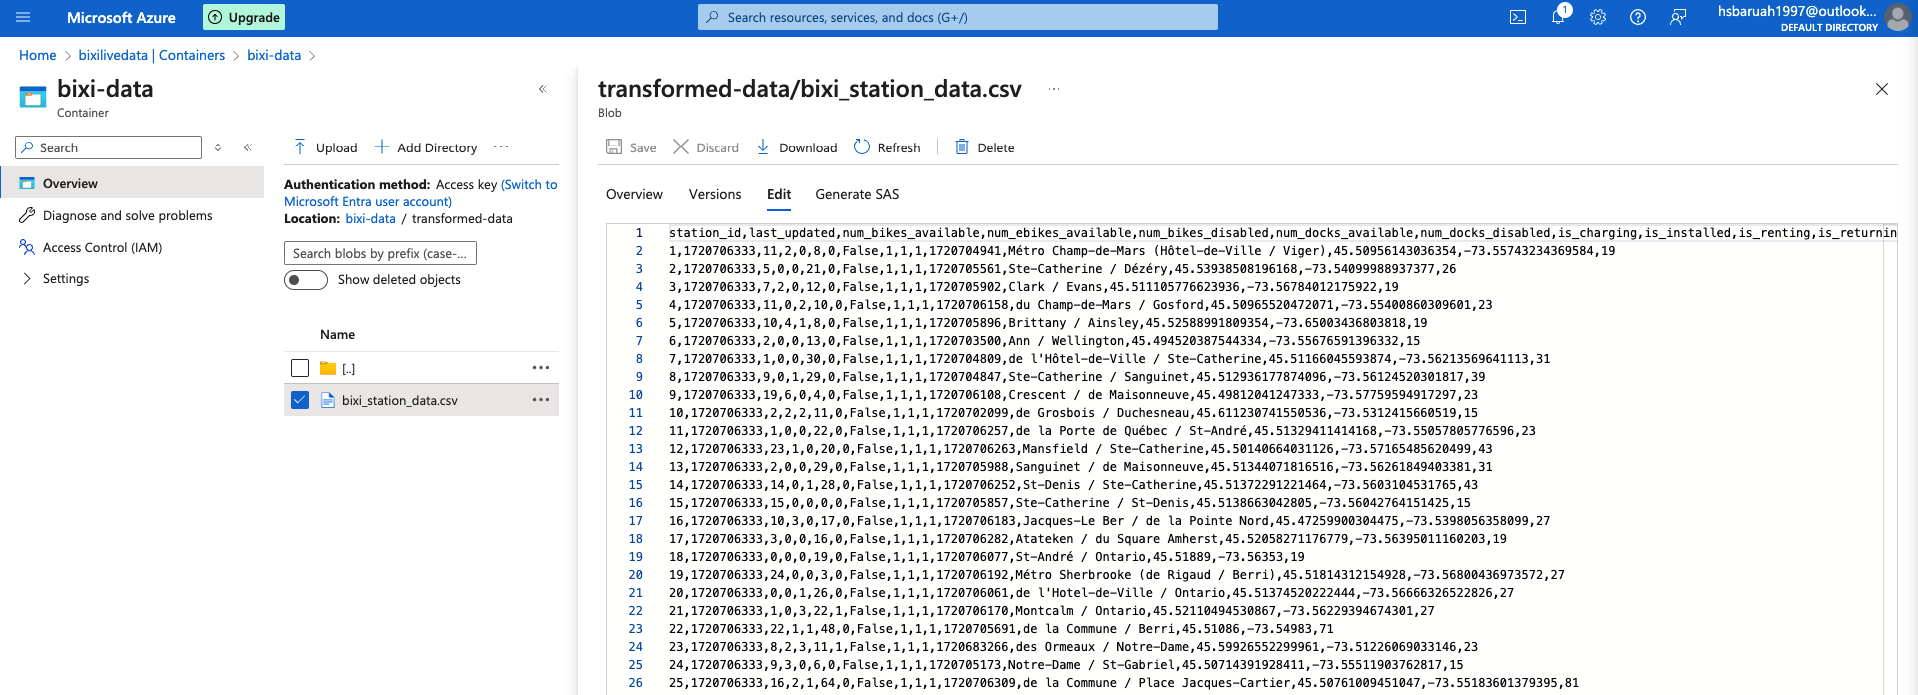 Microsoft Azure
Upgrade
Search resources, services, and docs (G+/)
1
hsbaruah1997@outlook...
DEFAULT DIRECTORY
Home > bixilivedata | Containers > bixi-data >
bixi-data
Container
Search
Overview
Diagnose and solve problems
Access Control (IAM)
Settings
Upload
Add Directory
Authentication method: Access key (Switch to
Microsoft Entra user account)
Location: bixi-data / transformed-data
Search blobs by prefix (case-...
Show deleted objects
Name
[..]
bixi_station_data.csv
transformed-data/bixi_station_data.csv
Blob
Save
Discard
Download
Refresh
Delete
Overview
Versions
Edit
Generate SAS
1 station_id,last_updated,num_bikes_available,num_ebikes_available,num_bikes_disabled,num_docks_available,num_docks_disabled,is_charging,is_installed,is_renting,is_returnin
2 1,1720706333,11,2,0,8,0,False,1,1,1,1720704941,Métro Champ-de-Mars (Hôtel-de-Ville / Viger),45.50956143036354,-73.55743234369584,19
3 2,1720706333,5,0,0,21,0,False,1,1,1,1720705561,Ste-Catherine / Dézéry,45.53938508196168,-73.54099988937377,26
4 3,1720706333,7,2,0,12,0,False,1,1,1,1720705902,Clark / Evans,45.511105776623936,-73.56784012175922,19
5 4,1720706333,11,0,2,10,0,False,1,1,1,1720706158,du Champ-de-Mars / Gosford,45.50965520472071,-73.55400860309601,23
6 5,1720706333,10,4,1,8,0,False,1,1,1,1720705896,Brittany / Ainsley,45.52588991809354,-73.65003436803818,19
7 6,1720706333,2,0,0,13,0,False,1,1,1,1720703500,Ann / Wellington,45.494520387544334,-73.55676591396332,15
8 7,1720706333,1,0,0,30,0,False,1,1,1,1720704809,de l'Hôtel-de-Ville / Ste-Catherine,45.51166045593874,-73.56213569641113,31
9 8,1720706333,9,0,1,29,0,False,1,1,1,1720704847,Ste-Catherine / Sanguinet,45.512936177874096,-73.56124520301817,39
10 9,1720706333,19,6,0,4,0,False,1,1,1,1720706108,Crescent / de Maisonneuve,45.49812041247333,-73.57759594917297,23
11 10,1720706333,2,2,2,11,0,False,1,1,1,1720702099,de Grosbois / Duchesneau,45.611230741550536,-73.5312415660519,15
12 11,1720706333,1,0,0,22,0,False,1,1,1,1720706257,de la Porte de Québec / St-André,45.51329411414168,-73.55057805776596,23
13 12,1720706333,23,1,0,20,0,False,1,1,1,1720706263,Mansfield / Ste-Catherine,45.50140664031126,-73.57165485620499,43
14 13,1720706333,2,0,0,29,0,False,1,1,1,1720705988,Sanguinet / de Maisonneuve,45.51344071816516,-73.56261849403381,31
15 14,1720706333,14,0,1,28,0,False,1,1,1,1720706252,St-Denis / Ste-Catherine,45.51372291221464,-73.5603104531765,43
16 15,1720706333,15,0,0,0,0,False,1,1,1,1720705857,Ste-Catherine / St-Denis,45.5138663042805,-73.56042764151425,15
17 16,1720706333,10,3,0,17,0,False,1,1,1,1720706183,Jacques-Le Ber / de la Pointe Nord,45.47259900304475,-73.5398056358099,27
18 17,1720706333,3,0,0,16,0,False,1,1,1,1720706282,Atateken / du Square Amherst,45.52058271176779,-73.56395011160203,19
19 18,1720706333,0,0,0,19,0,False,1,1,1,1720706077,St-André / Ontario,45.51889,-73.56353,19
20 19,1720706333,24,0,0,3,0,False,1,1,1,1720706192,Métro Sherbrooke (de Rigaud / Berri),45.51814312154928,-73.56800436973572,27
21 20,1720706333,0,0,1,26,0,False,1,1,1,1720706061,de l'Hotel-de-Ville / Ontario,45.51374520222444,-73.56666326522826,27
22 21,1720706333,1,0,3,22,1,False,1,1,1,1720706170,Montcalm / Ontario,45.52110494530867,-73.56229394674301,27
23 22,1720706333,22,1,1,48,0,False,1,1,1,1720705691,de la Commune / Berri,45.51086,-73.54983,71
24 23,1720706333,8,2,3,11,1,False,1,1,1,1720683266,des Ormeaux / Notre-Dame,45.59926552299961,-73.51226069033146,23
25 24,1720706333,9,3,0,6,0,False,1,1,1,1720705173,Notre-Dame / St-Gabriel,45.50714391928411,-73.55511903762817,15
26 25,1720706333,16,2,1,64,0,False,1,1,1,1720706309,de la Commune / Place Jacques-Cartier,45.50761009451047,-73.55183601379395,81